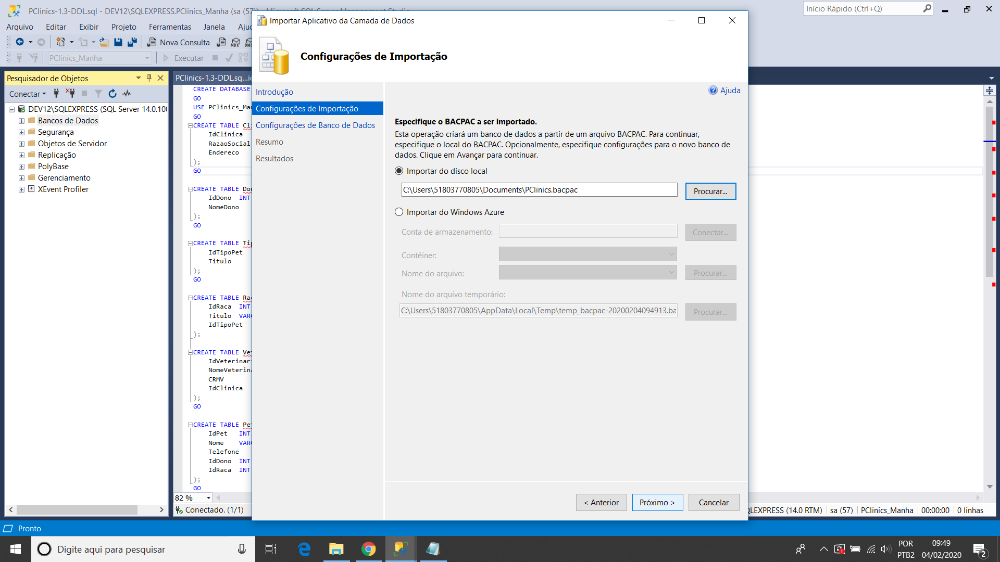 PClinics-1.3-DDL.sql - DEV12\SQLEXPRESS.PClinics_Manha (sa (57))
Início Rápido (Ctrl+Q)
Arquivo Editar Exibir Projeto Ferramentas Janela Aju
Nova Consulta
PClinics_Manha
Executar
Pesquisador de Objetos
Conectar
DEV12\SQLEXPRESS (SQL Server 14.0.100
Bancos de Dados
Segurança
Objetos de Servidor
Replicação
PolyBase
Gerenciamento
XEvent Profiler
PClinics-1.3-DDL.sq...
CREATE DATABASE
GO
USE PClinics_Ma
GO
CREATE TABLE Cl
IdClinica
RazaoSocial
Endereco
);
GO
CREATE TABLE Do
IdDono INT
NomeDono
);
GO
CREATE TABLE Tip
IdTipoPet
Titulo
);
GO
CREATE TABLE Ra
IdRaca INT
Titulo VAR
IdTipoPet
);
CREATE TABLE Ve
IdVeterinar
NomeVeterin
CRMV
IdClinica
);
GO
CREATE TABLE Pe
IdPet INT
Nome VAR
Telefone
IdDono INT
IdRaca INT
);
GO
82 %
Conectado. (1/1)
Importar Aplicativo da Camada de Dados
Configurações de Importação
Introdução
Configurações de Importação
Configurações de Banco de Dados
Resumo
Resultados
Ajuda
Especifique o BACPAC a ser importado.
Esta operação criará um banco de dados a partir de um arquivo BACPAC. Para continuar,
especifique o local do BACPAC. Opcionalmente, especifique configurações para o novo banco de
dados. Clique em Avançar para continuar.
Importar do disco local
C:\Users\51803770805\Documents\PClinics.bacpac
Procurar...
Importar do Windows Azure
Conta de armazenamento:
Conectar...
Contêiner:
Nome do arquivo:
Procurar...
Nome do arquivo temporário:
C:\Users\51803770805\AppData\Local\Temp\temp_bacpac-20200204094913.ba
Procurar...
< Anterior Próximo > Cancelar
QLEXPRESS (14.0 RTM) sa (57) PClinics_Manha 00:00:00 0 linhas
Pronto
Digite aqui para pesquisar
POR
PTB2
09:49
04/02/2020
2